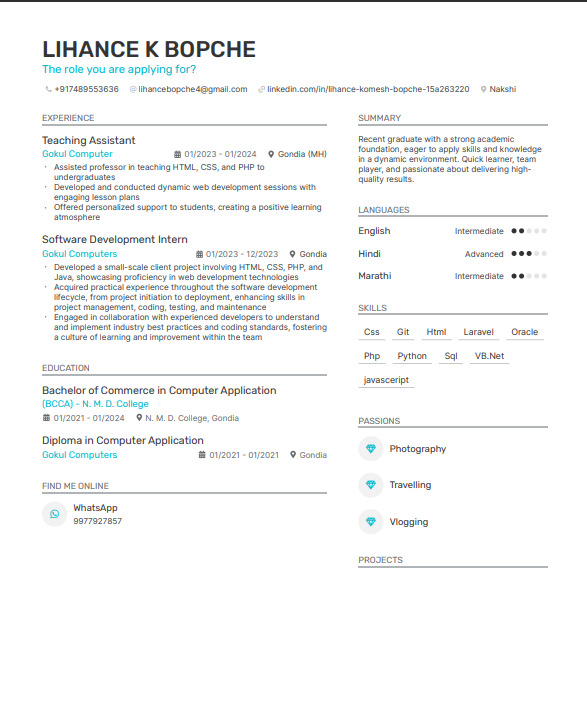 LIHANCE K BOPCHE
The role you are applying for?
+917489553636 lihancebopche4@gmail.com linkedin.com/in/lihance-komesh-bopche-15a263220 Nakshi
EXPERIENCE
Teaching Assistant
Gokul Computer 01/2023 - 01/2024 Gondia (MH)
· Assisted professor in teaching HTML, CSS, and PHP to
undergraduates
· Developed and conducted dynamic web development sessions with
engaging lesson plans
· Offered personalized support to students, creating a positive learning
atmosphere
Software Development Intern
Gokul Computers 01/2023 - 12/2023 Gondia
· Developed a small-scale client project involving HTML, CSS, PHP, and
Java, showcasing proficiency in web development technologies
· Acquired practical experience throughout the software development
lifecycle, from project initiation to deployment, enhancing skills in
project management, coding, testing, and maintenance
· Engaged in collaboration with experienced developers to understand
and implement industry best practices and coding standards, fostering
a culture of learning and improvement within the team
EDUCATION
Bachelor of Commerce in Computer Application
(BCCA) - N. M. D. College
01/2021 - 01/2024 N. M. D. College, Gondia
Diploma in Computer Application
Gokul Computers 01/2021 - 01/2021 Gondia
FIND ME ONLINE
WhatsApp
9977927857
SUMMARY
Recent graduate with a strong academic
foundation, eager to apply skills and knowledge
in a dynamic environment. Quick learner, team
player, and passionate about delivering high-
quality results.
LANGUAGES
English Intermediate
Hindi Advanced
Marathi Intermediate
SKILLS
Css Git Html Laravel Oracle
Php Python Sql VB.Net
javascript
PASSIONS
Photography
Travelling
Vlogging
PROJECTS